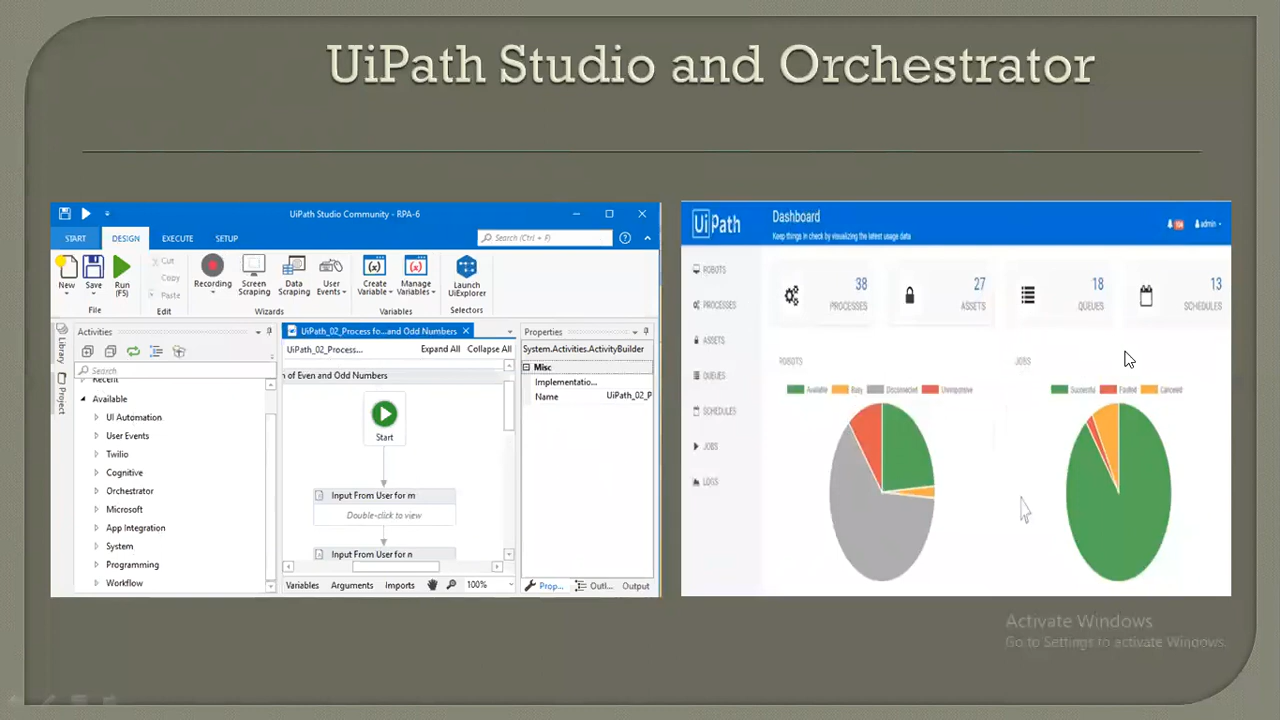 UiPath Studio and Orchestrator
UiPath Studio Community - RPA-6
START
DESIGN
EXECUTE
SETUP
Search (Ctrl + F)
New
Save
Run
(F5)
Cut
Copy
Paste
Recording
Screen
Scraping
Data
Scraping
User
Events
Create
Variable
Manage
Variables
Launch
UiExplorer
File
Edit
Wizards
Variables
Selectors
Library
Project
Activities
Search
Recent
Available
UI Automation
User Events
Twilio
Cognitive
Orchestrator
Microsoft
App Integration
System
Programming
Workflow
UiPath_02_Process fo...and Odd Numbers
UiPath_02_Process...
Expand All
Collapse All
n of Even and Odd Numbers
Start
Input From User for m
Double-click to view
Input From User for n
Variables
Arguments
Imports
100%
Properties
System.Activities.ActivityBuilder
Misc
Implementatio...
Name
UiPath_02_P
Prop...
Outli...
Output
UiPath
Dashboard
Keep things in check by visualizing the latest usage data
admin
ROBOTS
PROCESSES
ASSETS
QUEUES
SCHEDULES
JOBS
LOGS
38
PROCESSES
27
ASSETS
18
QUEUES
13
SCHEDULES
ROBOTS
Available
Busy
Disconnected
Unresponsive
JOBS
Successful
Faulted
Canceled
Activate Windows
Go to Settings to activate Windows.